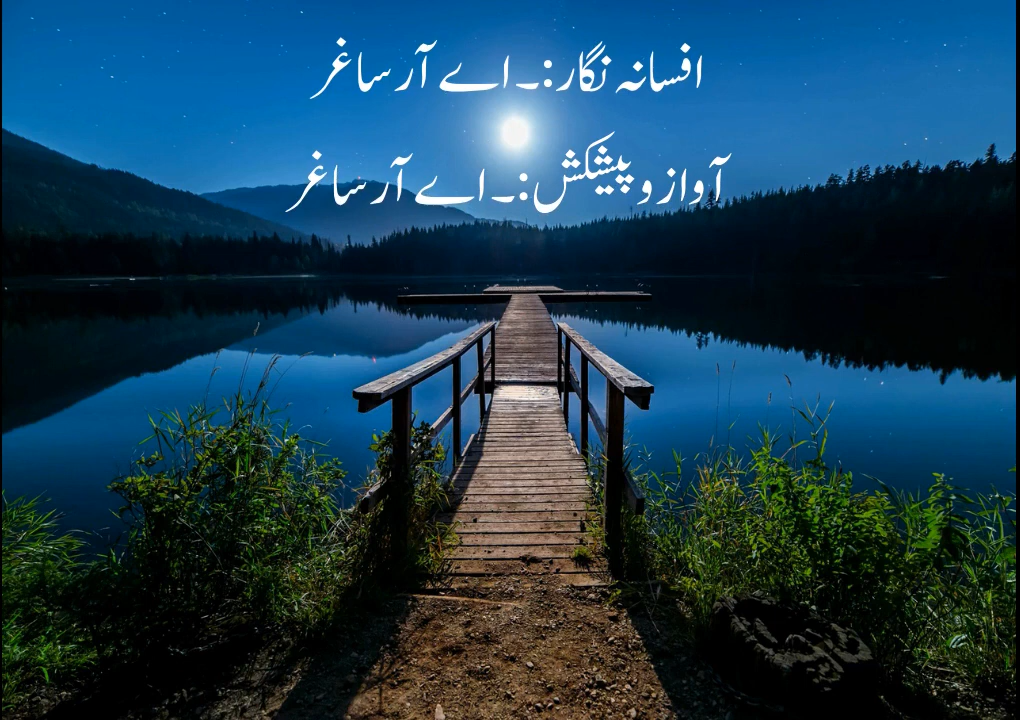 افسانہ نگار:۔ اے آر ساغر
آواز و پیشکش:۔ اے آر ساغر